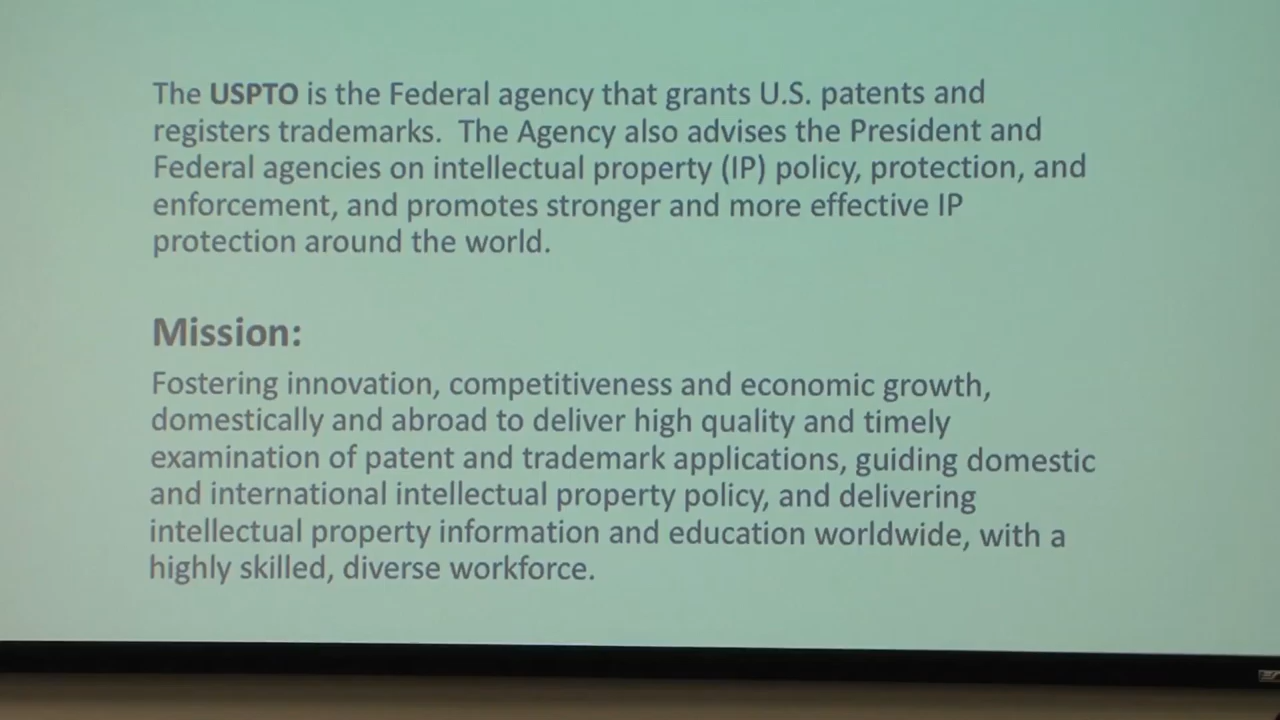 The USPTO is the Federal agency that grants U.S. patents and
registers trademarks.  The Agency also advises the President and
Federal agencies on intellectual property (IP) policy, protection, and
enforcement, and promotes stronger and more effective IP
protection around the world.
Mission:
Fostering innovation, competitiveness and economic growth,
domestically and abroad to deliver high quality and timely
examination of patent and trademark applications, guiding domestic
and international intellectual property policy, and delivering
intellectual property information and education worldwide, with a
highly skilled, diverse workforce.